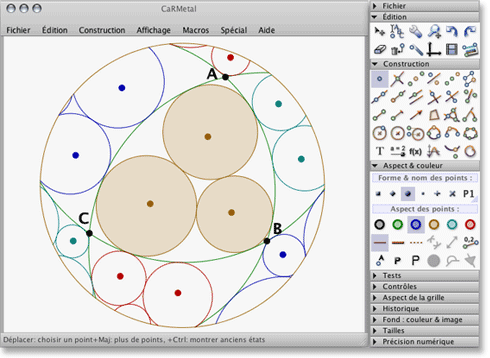 CaRMetal
Fichier Édition Construction Affichage Macros Spécial Aide
A
B
C
Déplacer: choisir un point+Maj: plus de points, +Ctrl: montrer anciens états
Fichier
Édition
Construction
T a=2 f(x)
Aspect & couleur
Forme & nom des points :
P1
Aspect des points :
0,2
A P P
Tests
Contrôles
Aspect de la grille
Historique
Fond : couleur & image
Tailles
Précision numérique